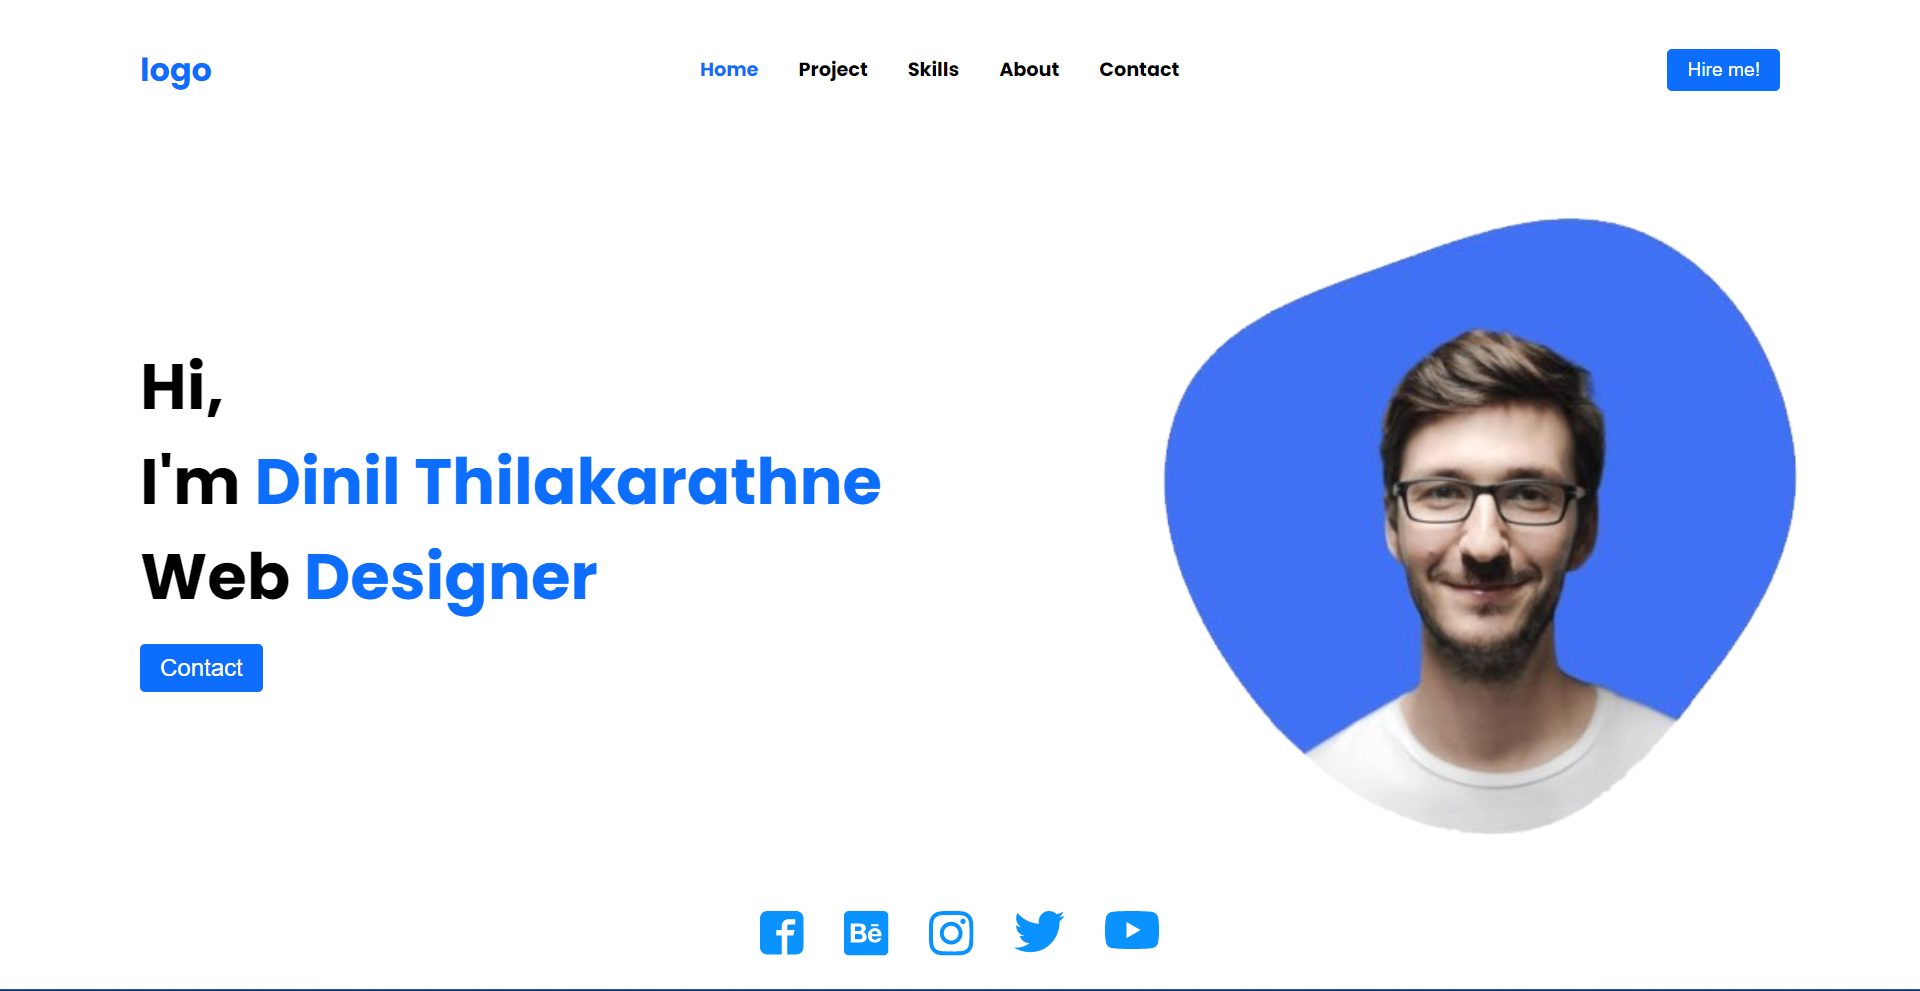 logo
Home Project Skills About Contact
Hire me!
Hi,
I'm Dinil Thilakarathne
Web Designer
Contact
Bē